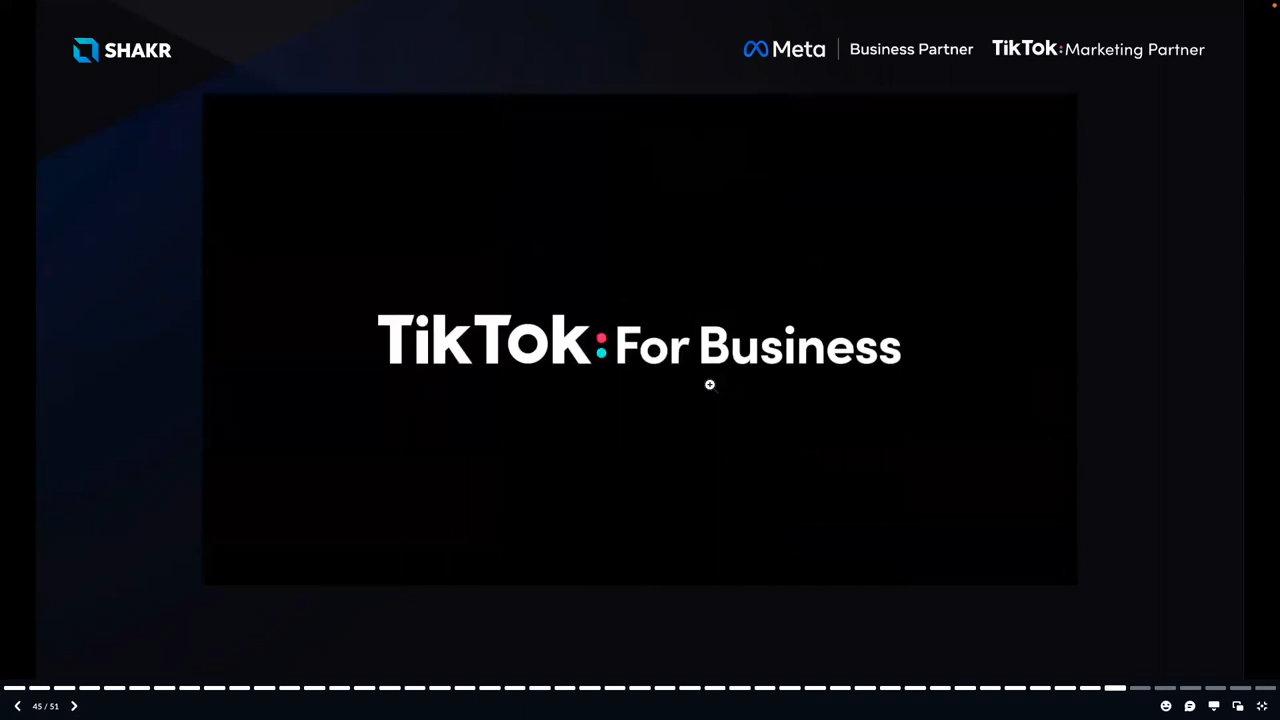 SHAKR
Meta | Business Partner
TikTok: Marketing Partner
TikTok: For Business
45 / 51